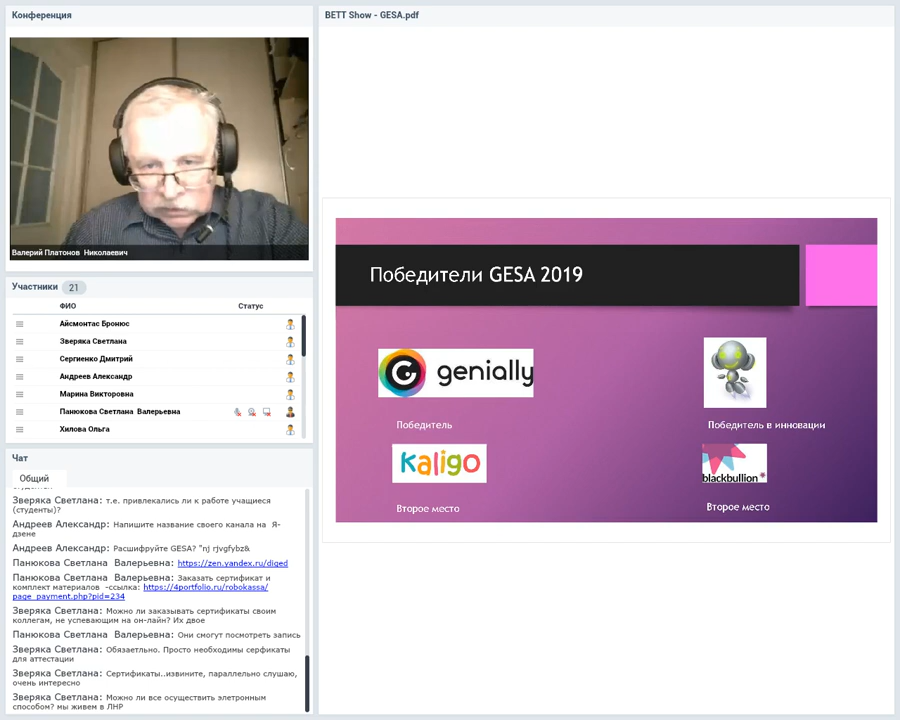 Конференция
Валерий Платонов Николаевич
Участники 21
ФИО Статус
Айсмонтас Бронюс
Зверяка Светлана
Сергиенко Дмитрий
Андреев Александр
Марина Викторовна
Панюкова Светлана Валерьевна
Хилова Ольга
Чат
Общий
Зверяка Светлана: т.е. привлекались ли к работе учащиеся
(студенты)?
Андреев Александр: Напишите название своего канала на Я-
дзене
Андреев Александр: Расшифруйте GESA? "nj rjvgfybz&
Панюкова Светлана Валерьевна: https://zen.yandex.ru/diged
Панюкова Светлана Валерьевна: Заказать сертификат и
комплект материалов -ссылка: https://4portfolio.ru/robokassa/
page_payment.php?pid=234
Зверяка Светлана: Можно ли заказывать сертификаты своим
коллегам, не успевающим на он-лайн? Их двое
Панюкова Светлана Валерьевна: Они смогут посмотреть запись
Зверяка Светлана: Обязаетльно. Просто необходимы серфикаты
для аттестации
Зверяка Светлана: Сертификаты..извините, параллельно слушаю,
очень интересно
Зверяка Светлана: Можно ли все осуществить элетронным
способом? мы живем в ЛНР
BETT Show - GESA.pdf
Победители GESA 2019
genially
Победитель
Победитель в инновации
kaligo
blackbullion
Второе место
Второе место